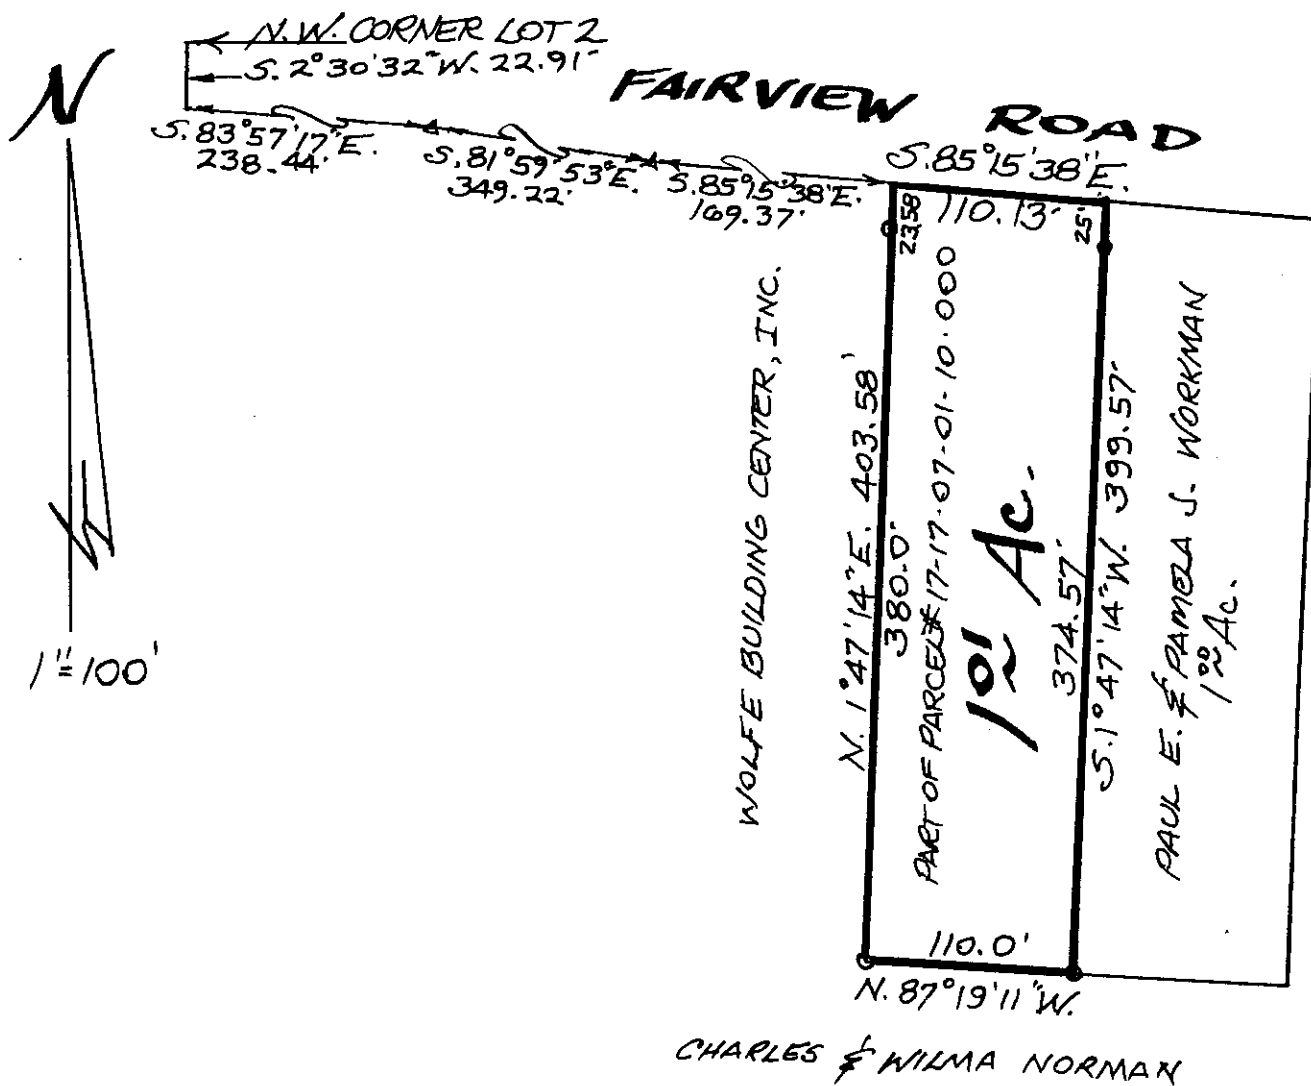 N.W. CORNER LOT 2
S. 2°30'32"W. 22.91'
N
FAIRVIEW ROAD
S. 83°57'17"E.
238.44'
S. 81°59'53"E.
349.22'
S. 85°15'38"E.
169.37'
S. 85°15'38"E.
110.13'
23.58
25'
1"=100'
WOLFE BUILDING CENTER, INC.
N. 1°47'14"E. 403.58'
380.0'
PART OF PARCEL # 17-17-07-01-10-000
1.01 Ac.
374.57'
S. 1°47'14"W. 399.57'
PAUL E. & PAMELA J. WORKMAN
1.00 Ac.
110.0'
N. 87°19'11"W.
CHARLES & WILMA NORMAN